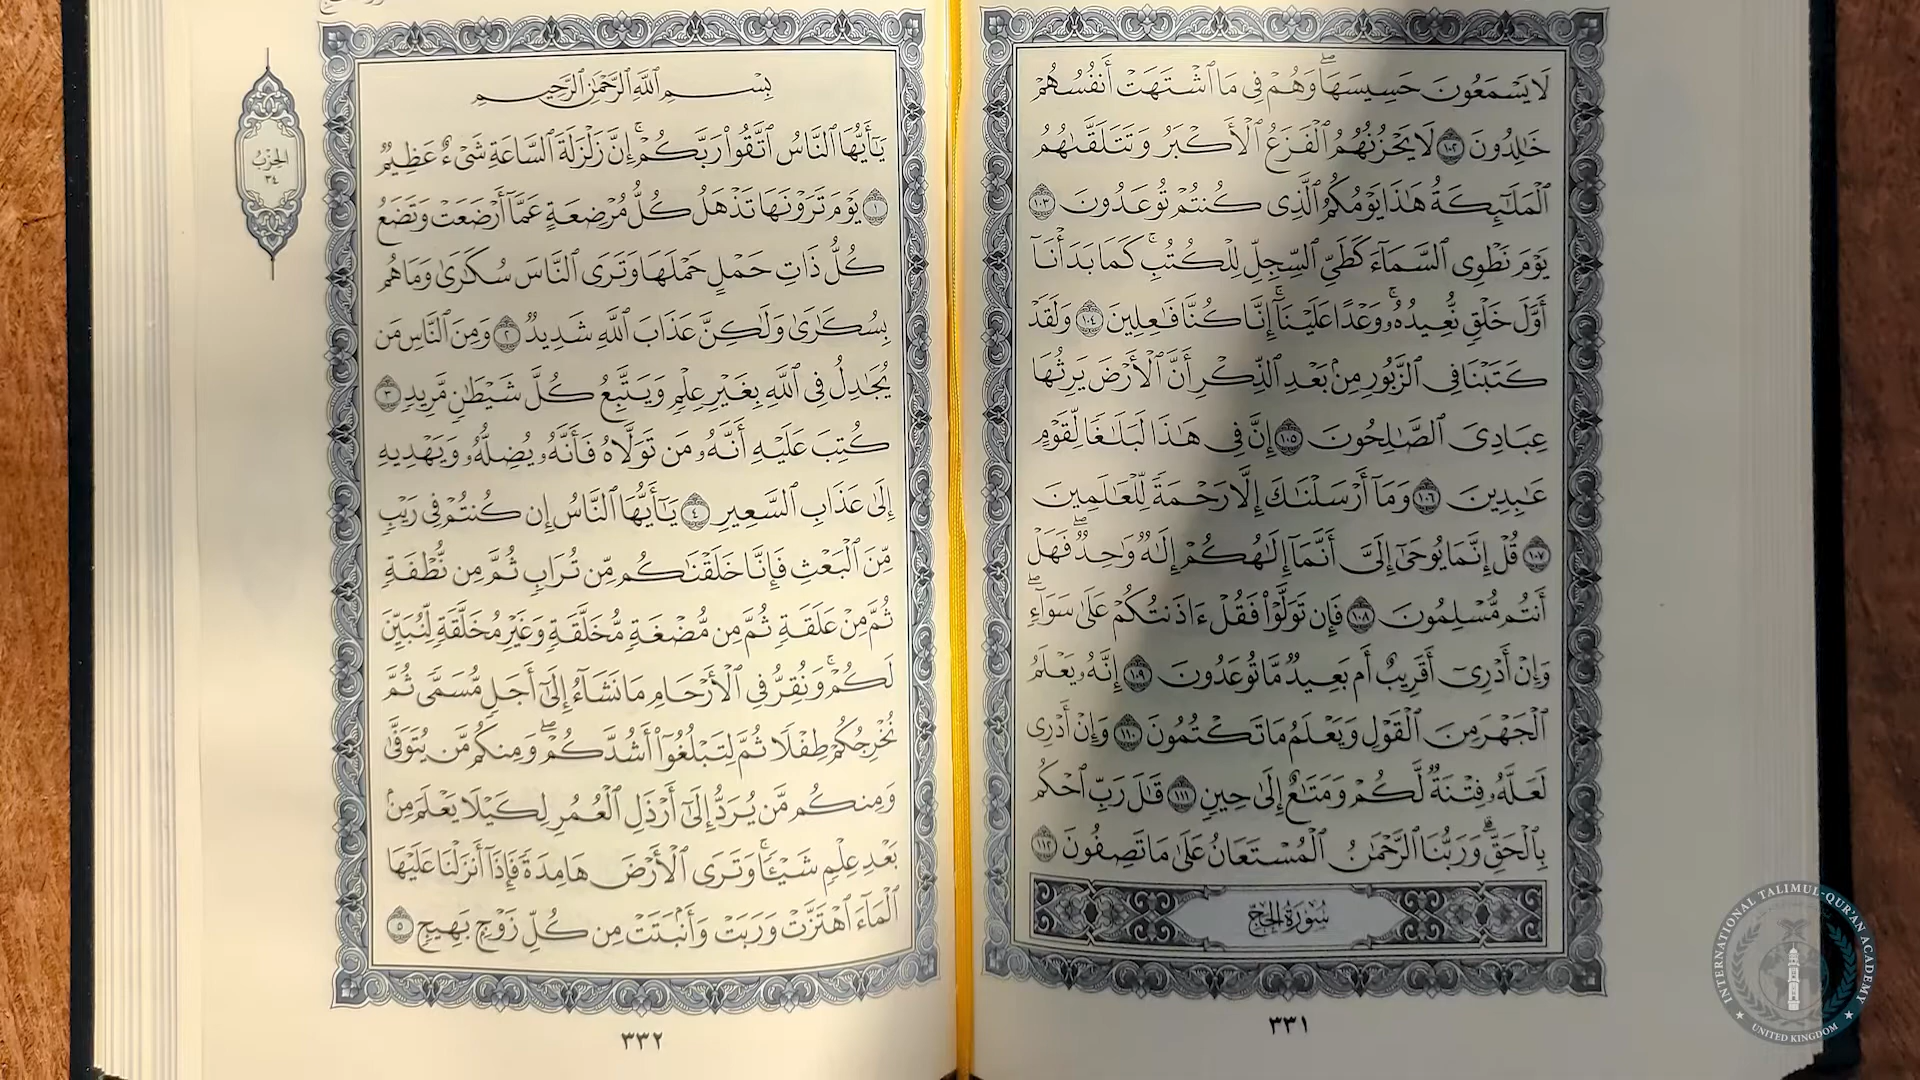 لَا يَسْمَعُونَ حَسِيسَهَا ۖ وَهُمْ فِي مَا ٱشْتَهَتْ أَنفُسُهُمْ
خَٰلِدُونَ ١٠٢ لَا يَحْزُنُهُمُ ٱلْفَزَعُ ٱلْأَكْبَرُ وَتَتَلَقَّىٰهُمُ
ٱلْمَلَٰٓئِكَةُ هَٰذَا يَوْمُكُمُ ٱلَّذِى كُنتُمْ تُوعَدُونَ ١٠٣
يَوْمَ نَطْوِى ٱلسَّمَآءَ كَطَىِّ ٱلسِّجِلِّ لِلْكُتُبِ ۚ كَمَا بَدَأْنَآ
أَوَّلَ خَلْقٍ نُّعِيدُهُۥ ۚ وَعْدًا عَلَيْنَآ ۚ إِنَّا كُنَّا فَٰعِلِينَ ١٠٤ وَلَقَدْ
كَتَبْنَا فِى ٱلزَّبُورِ مِنۢ بَعْدِ ٱلذِّكْرِ أَنَّ ٱلْأَرْضَ يَرِثُهَا
عِبَادِىَ ٱلصَّٰلِحُونَ ١٠٥ إِنَّ فِى هَٰذَا لَبَلَٰغًا لِّقَوْمٍ
عَٰبِدِينَ ١٠٦ وَمَآ أَرْسَلْنَٰكَ إِلَّا رَحْمَةً لِّلْعَٰلَمِينَ
١٠٧ قُلْ إِنَّمَا يُوحَىٰٓ إِلَىَّ أَنَّمَآ إِلَٰهُكُمْ إِلَٰهٌ وَٰحِدٌ ۖ فَهَلْ
أَنتُم مُّسْلِمُونَ ١٠٨ فَإِن تَوَلَّوْا۟ فَقُلْ ءَاذَنتُكُمْ عَلَىٰ سَوَآءٍ ۖ
وَإِنْ أَدْرِىٓ أَقَرِيبٌ أَم بَعِيدٌ مَّا تُوعَدُونَ ١٠٩ إِنَّهُۥ يَعْلَمُ
ٱلْجَهْرَ مِنَ ٱلْقَوْلِ وَيَعْلَمُ مَا تَكْتُمُونَ ١١٠ وَإِنْ أَدْرِى
لَعَلَّهُۥ فِتْنَةٌ لَّكُمْ وَمَتَٰعٌ إِلَىٰ حِينٍ ١١١ قَٰلَ رَبِّ ٱحْكُم
بِٱلْحَقِّ ۗ وَرَبُّنَا ٱلرَّحْمَٰنُ ٱلْمُسْتَعَانُ عَلَىٰ مَا تَصِفُونَ ١١٢
سُورَةُ الحَجِّ
٣٣١
بِسْمِ ٱللَّهِ ٱلرَّحْمَٰنِ ٱلرَّحِيمِ
يَٰٓأَيُّهَا ٱلنَّاسُ ٱتَّقُوا۟ رَبَّكُمْ ۚ إِنَّ زَلْزَلَةَ ٱلسَّاعَةِ شَىْءٌ عَظِيمٌ
١ يَوْمَ تَرَوْنَهَا تَذْهَلُ كُلُّ مُرْضِعَةٍ عَمَّآ أَرْضَعَتْ وَتَضَعُ
كُلُّ ذَاتِ حَمْلٍ حَمْلَهَا وَتَرَى ٱلنَّاسَ سُكَٰرَىٰ وَمَا هُم
بِسُكَٰرَىٰ وَلَٰكِنَّ عَذَابَ ٱللَّهِ شَدِيدٌ ٢ وَمِنَ ٱلنَّاسِ مَن
يُجَٰدِلُ فِى ٱللَّهِ بِغَيْرِ عِلْمٍ وَيَتَّبِعُ كُلَّ شَيْطَٰنٍ مَّرِيدٍ ٣
كُتِبَ عَلَيْهِ أَنَّهُۥ مَن تَوَلَّاهُ فَأَنَّهُۥ يُضِلُّهُۥ وَيَهْدِيهِ
إِلَىٰ عَذَابِ ٱلسَّعِيرِ ٤ يَٰٓأَيُّهَا ٱلنَّاسُ إِن كُنتُمْ فِى رَيْبٍ
مِّنَ ٱلْبَعْثِ فَإِنَّا خَلَقْنَٰكُم مِّن تُرَابٍ ثُمَّ مِن نُّطْفَةٍ
ثُمَّ مِنْ عَلَقَةٍ ثُمَّ مِن مُّضْغَةٍ مُّخَلَّقَةٍ وَغَيْرِ مُخَلَّقَةٍ لِّنُبَيِّنَ
لَكُمْ ۚ وَنُقِرُّ فِى ٱلْأَرْحَامِ مَا نَشَآءُ إِلَىٰٓ أَجَلٍ مُّسَمًّى ثُمَّ
نُخْرِجُكُمْ طِفْلًا ثُمَّ لِتَبْلُغُوٓا۟ أَشُدَّكُمْ ۖ وَمِنكُم مَّن يُتَوَفَّىٰ
وَمِنكُم مَّن يُرَدُّ إِلَىٰٓ أَرْذَلِ ٱلْعُمُرِ لِكَيْلَا يَعْلَمَ مِنۢ
بَعْدِ عِلْمٍ شَيْـًٔا ۚ وَتَرَى ٱلْأَرْضَ هَامِدَةً فَإِذَآ أَنزَلْنَا عَلَيْهَا
ٱلْمَآءَ ٱهْتَزَّتْ وَرَبَتْ وَأَنۢبَتَتْ مِن كُلِّ زَوْجٍۭ بَهِيجٍ ٥
٣٣٢
الحِزْبُ
٣٤
INTERNATIONAL TALIMUL-QUR'AN ACADEMY
UNITED KINGDOM